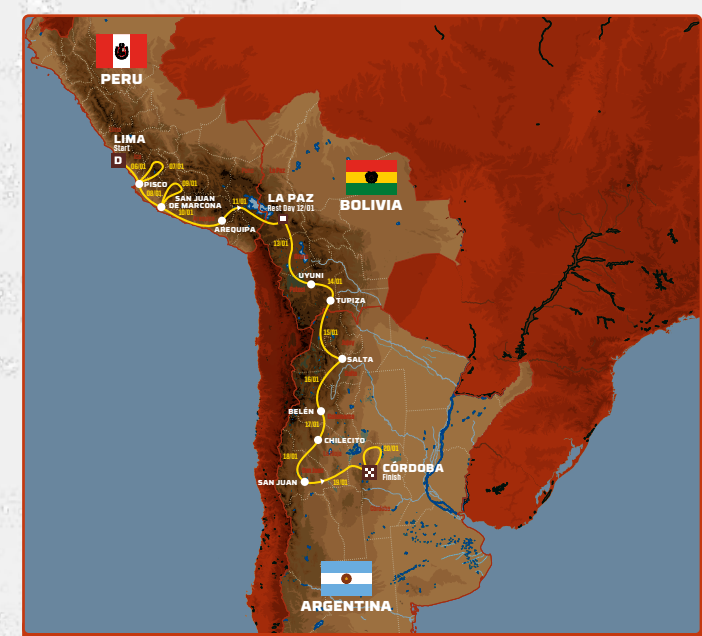 PERU
LIMA
Start
D
06/01
07/01
PISCO
09/01
08/01
SAN JUAN
DE MARCONA
10/01
AREQUIPA
11/01
LA PAZ
Rest Day 12/01
BOLIVIA
13/01
UYUNI
14/01
TUPIZA
15/01
SALTA
16/01
BELÉN
17/01
CHILECITO
18/01
SAN JUAN
19/01
20/01
CÓRDOBA
Finish
ARGENTINA